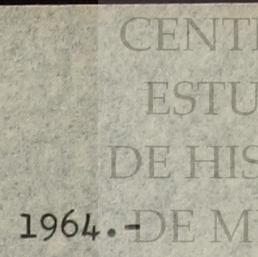 CENT
ESTU
DE HIS
1964.-
DE M